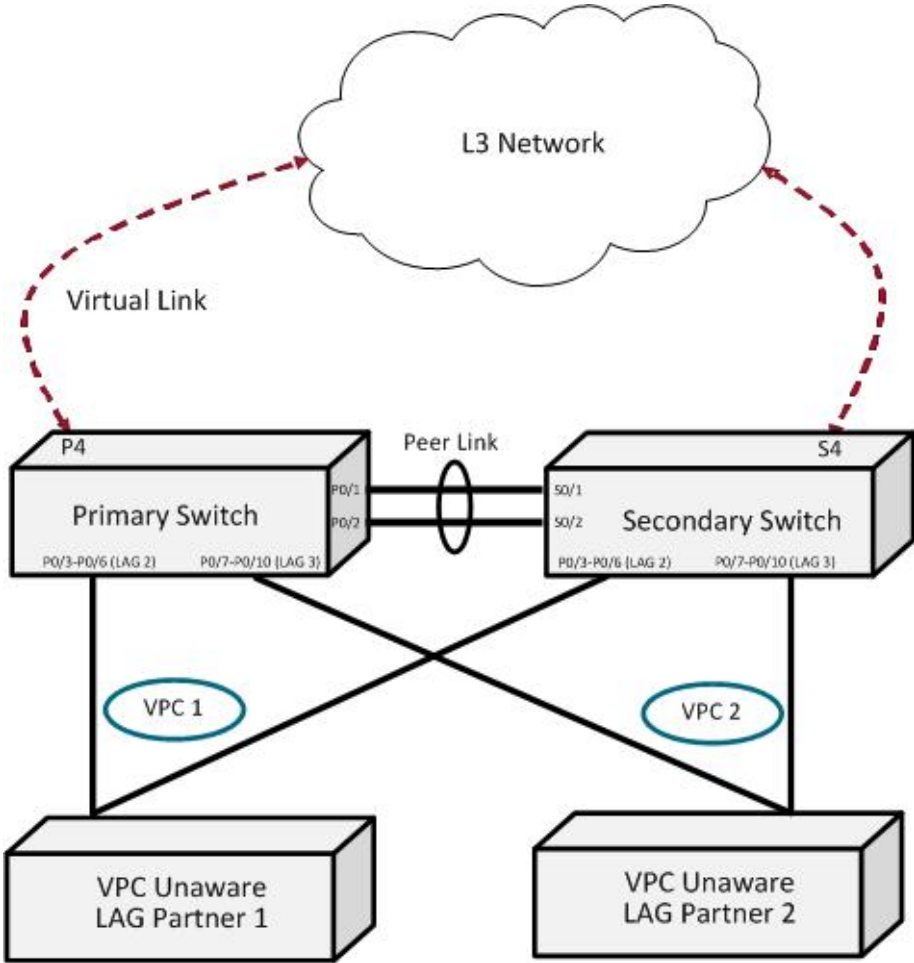 L3 Network
Virtual Link
P4
Peer Link
S4
P0/1
S0/1
Primary Switch
P0/2
S0/2
Secondary Switch
P0/3-P0/6 (LAG 2)
P0/7-P0/10 (LAG 3)
P0/3-P0/6 (LAG 2)
P0/7-P0/10 (LAG 3)
VPC 1
VPC 2
VPC Unaware
LAG Partner 1
VPC Unaware
LAG Partner 2